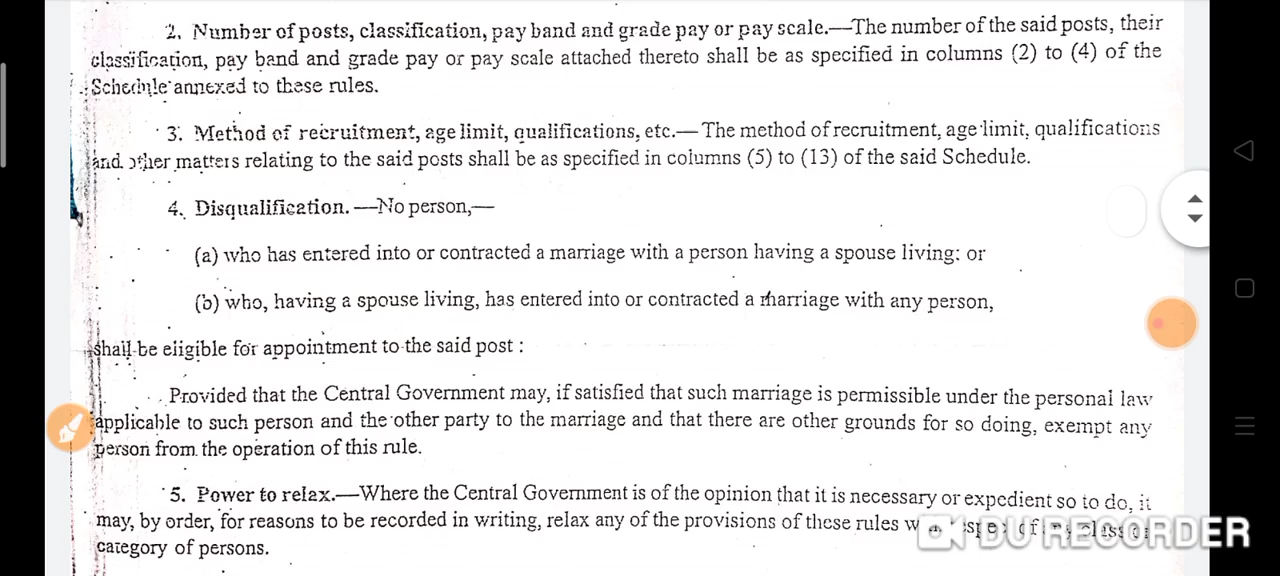 2. Number of posts, classification, pay band and grade pay or pay scale.—The number of the said posts, their
classification, pay band and grade pay or pay scale attached thereto shall be as specified in columns (2) to (4) of the
Schedule annexed to these rules.
3. Method of recruitment, age limit, qualifications, etc.— The method of recruitment, age limit, qualifications
and other matters relating to the said posts shall be as specified in columns (5) to (13) of the said Schedule.
4. Disqualification. —No person,—
(a) who has entered into or contracted a marriage with a person having a spouse living: or
(b) who, having a spouse living, has entered into or contracted a marriage with any person,
shall be eligible for appointment to the said post :
Provided that the Central Government may, if satisfied that such marriage is permissible under the personal law
applicable to such person and the other party to the marriage and that there are other grounds for so doing, exempt any
person from the operation of this rule.
5. Power to relax.—Where the Central Government is of the opinion that it is necessary or expedient so to do, it
may, by order, for reasons to be recorded in writing, relax any of the provisions of these rules
category of persons.
DU RECORDER